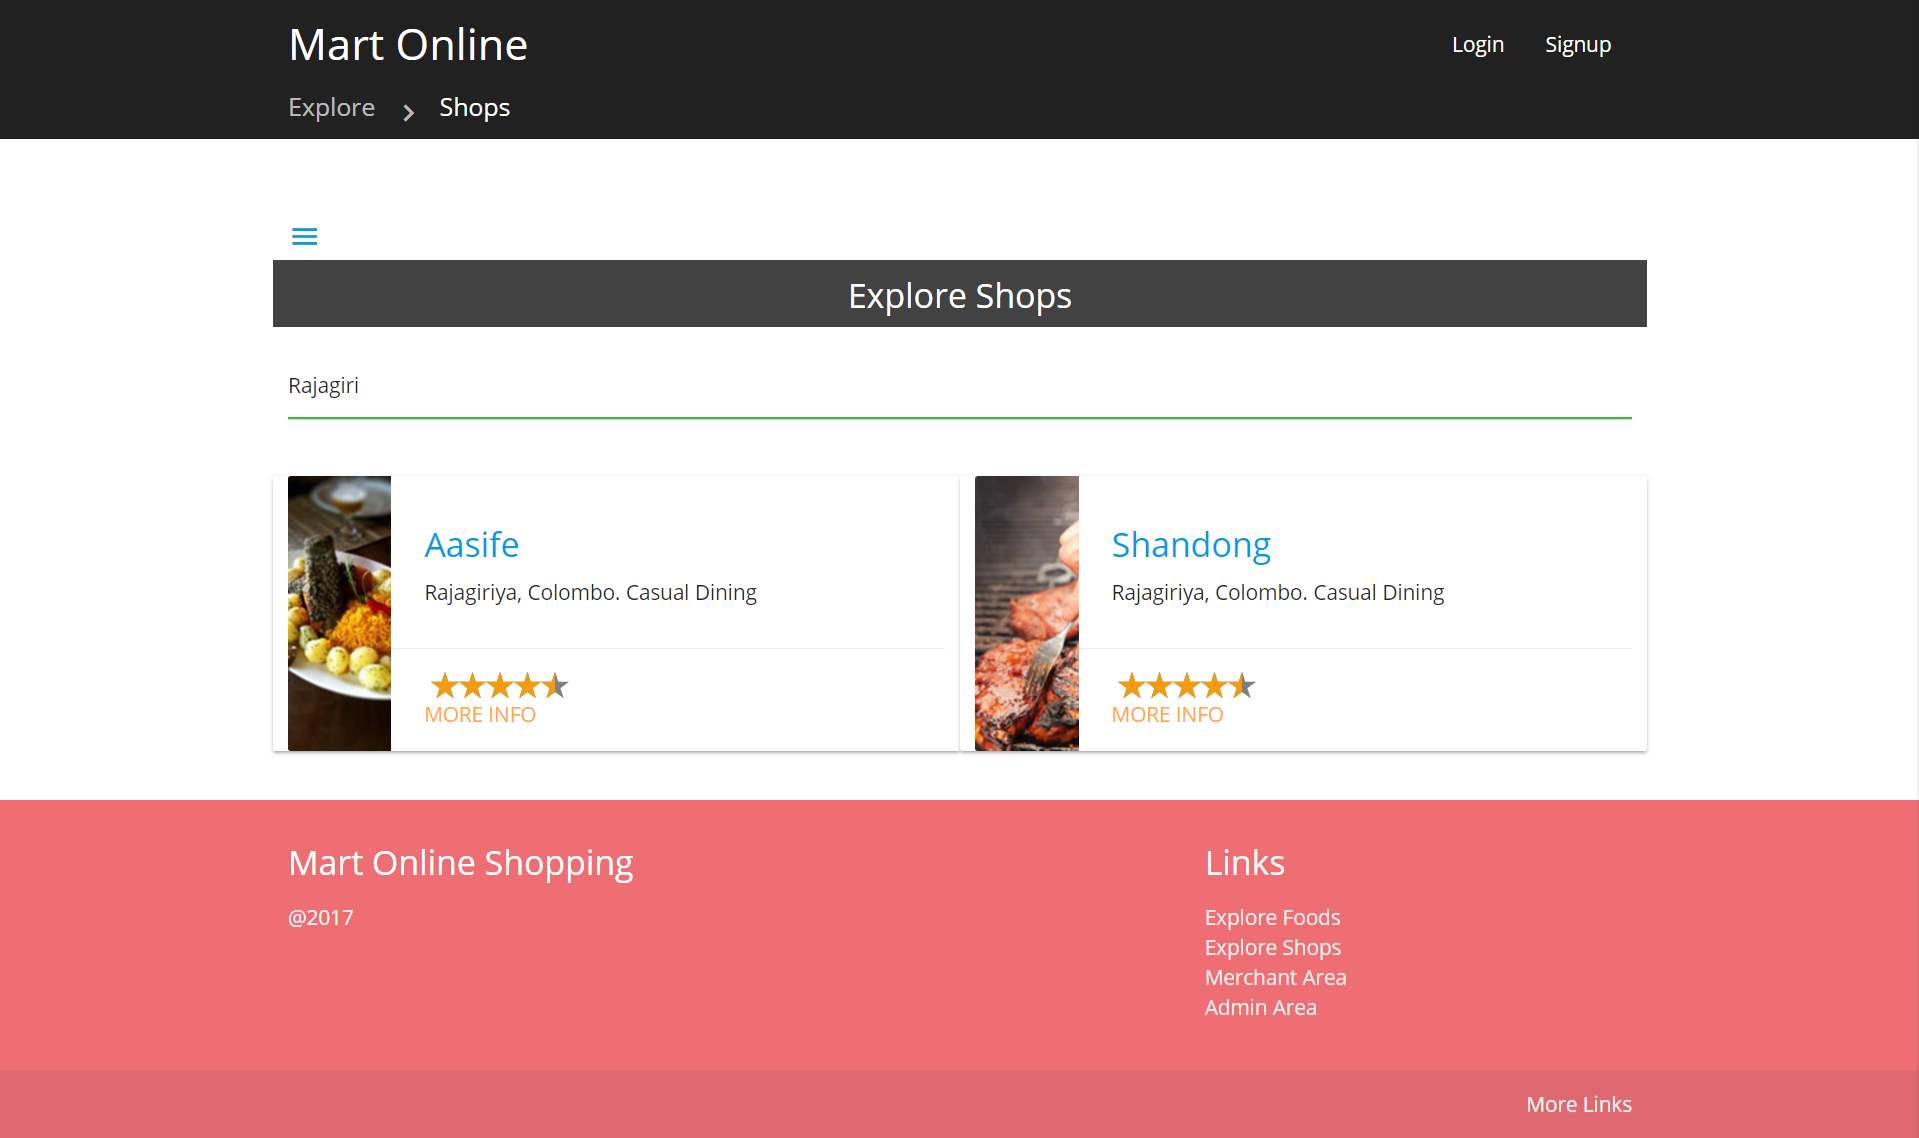 Mart Online
Login
Signup
Explore
Shops
Explore Shops
Rajagiri
Aasife
Rajagiriya, Colombo. Casual Dining
MORE INFO
Shandong
Rajagiriya, Colombo. Casual Dining
MORE INFO
Mart Online Shopping
@2017
Links
Explore Foods
Explore Shops
Merchant Area
Admin Area
More Links